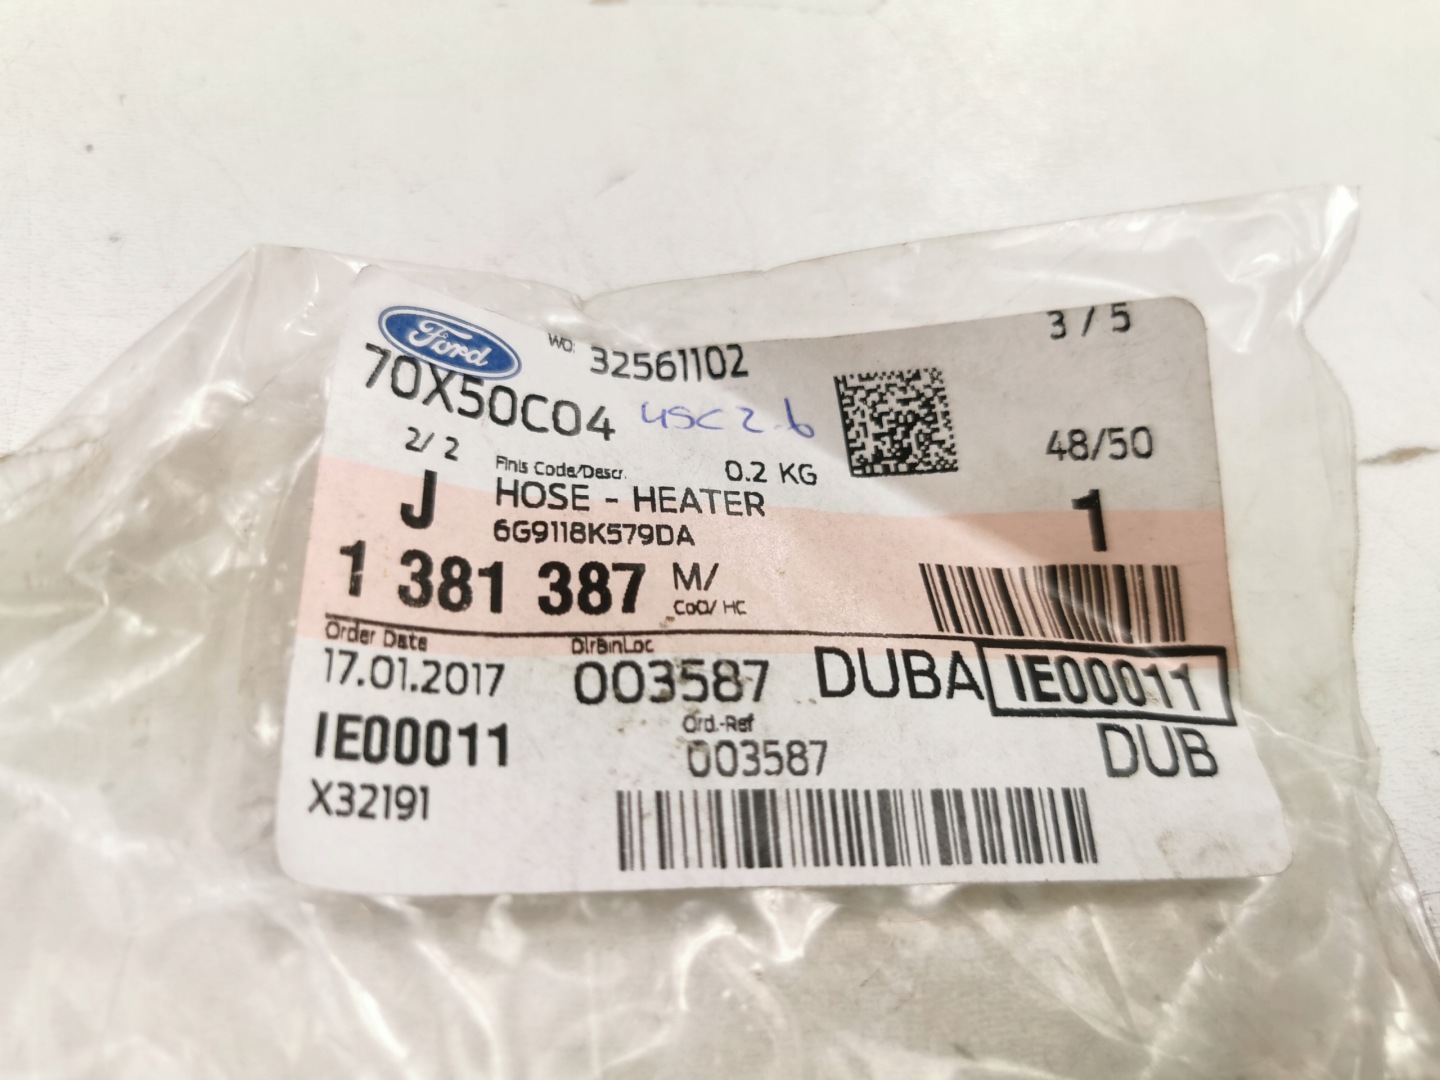 Ford
WO: 32561102
3 / 5
70X50C04
45C2.6
2/ 2
Finis Code/Descr.
0.2 KG
48/50
J
HOSE - HEATER
1
6G9118K579DA
1 381 387
M/
CoO/ HC
Order Date
DlrBinLoc
17.01.2017
003587
DUBA
IE00011
IE00011
Ord.-Ref
003587
DUB
X32191